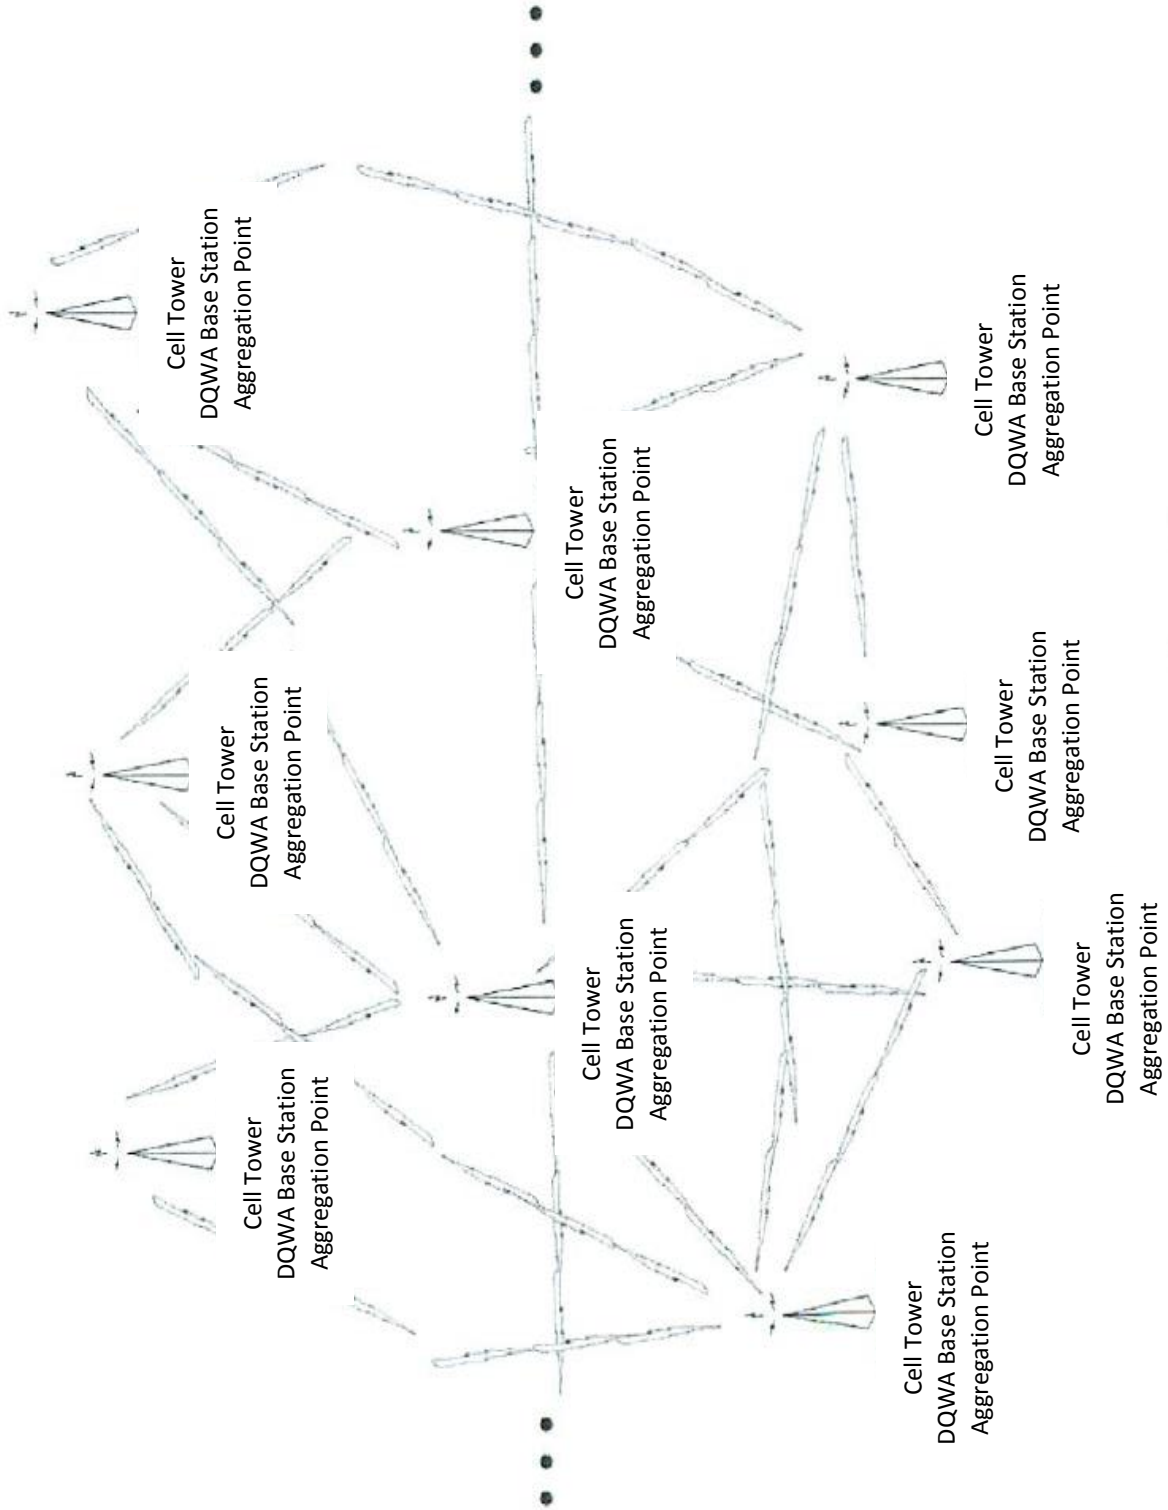 Cell Tower
DQWA Base Station
Aggregation Point
Cell Tower
DQWA Base Station
Aggregation Point
Cell Tower
DQWA Base Station
Aggregation Point
Cell Tower
DQWA Base Station
Aggregation Point
Cell Tower
DQWA Base Station
Aggregation Point
Cell Tower
DQWA Base Station
Aggregation Point
Cell Tower
DQWA Base Station
Aggregation Point
Cell Tower
DQWA Base Station
Aggregation Point
Cell Tower
DQWA Base Station
Aggregation Point